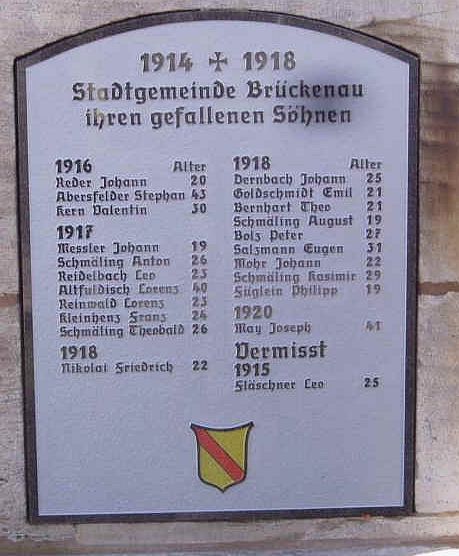 1914 ✠ 1918
Stadtgemeinde Brückenau
ihren gefallenen Söhnen
1916 Alter
Reder Johann 20
Abersfelder Stephan 43
Kern Valentin 30
1917
Messler Johann 19
Schmäling Anton 26
Reidelbach Leo 23
Altfuldisch Lorenz 40
Reinwald Lorenz 23
Kleinhenz Franz 24
Schmäling Theobald 26
1918
Nikolai Friedrich 22
1918 Alter
Dernbach Johann 25
Goldschmidt Emil 21
Bernhart Theo 21
Schmäling August 19
Bolz Peter 27
Salzmann Eugen 31
Mohr Johann 22
Schmäling Kasimir 29
Füglein Philipp 19
1920
May Joseph 41
Vermisst
1915
Fläschner Leo 25